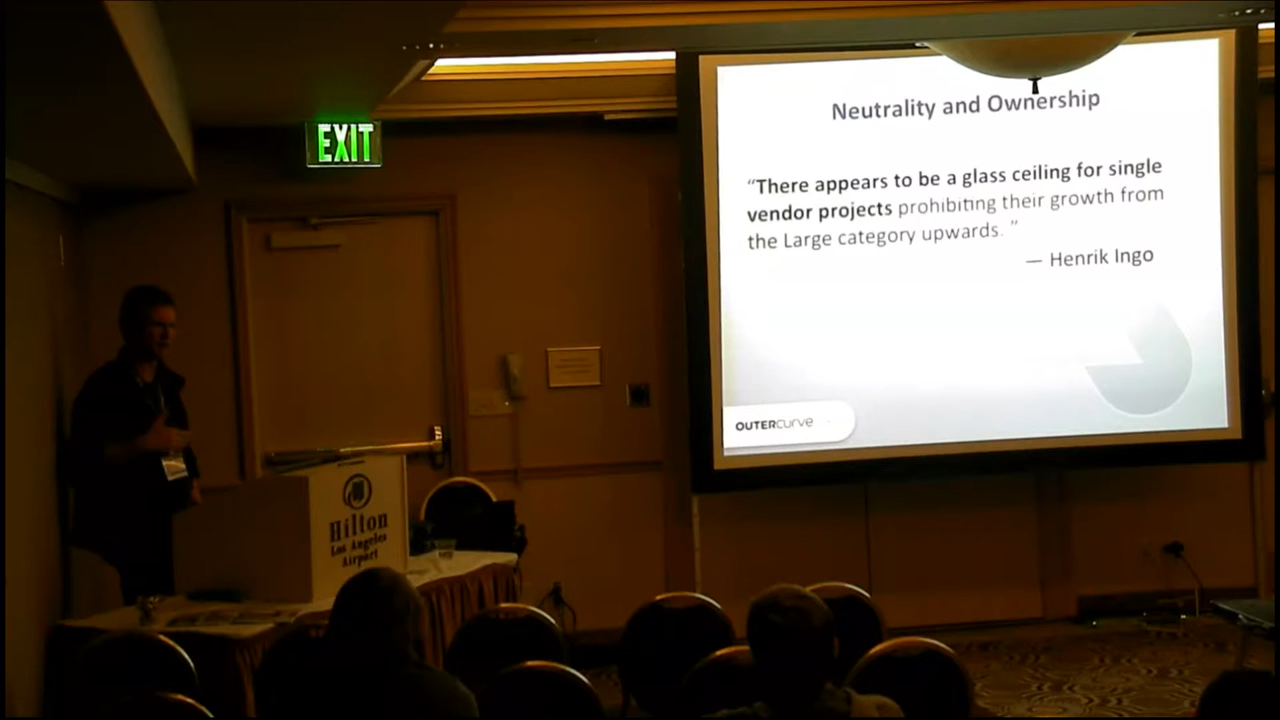 EXIT
Neutrality and Ownership
“There appears to be a glass ceiling for single
vendor projects prohibiting their growth from
the Large category upwards. ”
— Henrik Ingo
OUTERcurve
Hilton
Los Angeles
Airport